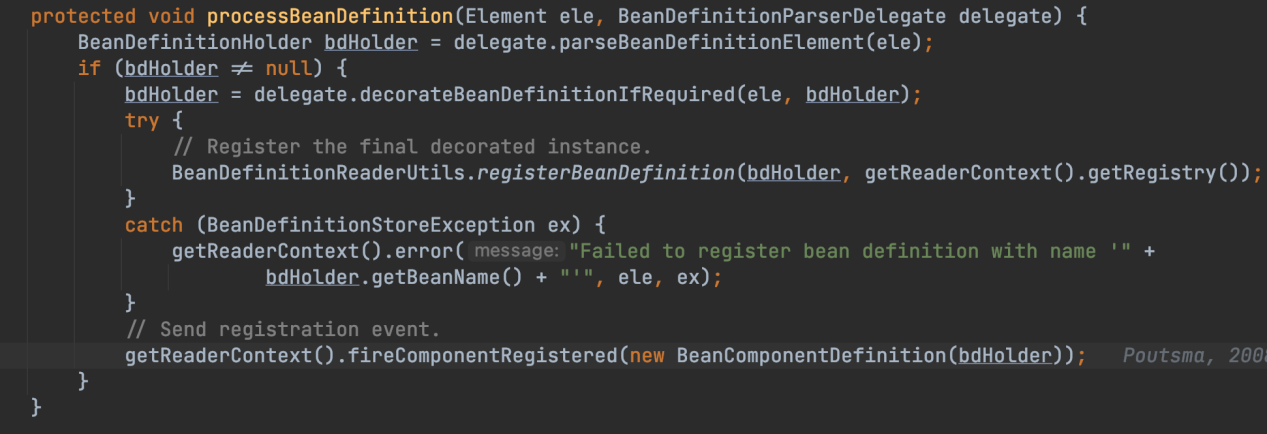 protected void processBeanDefinition(Element ele, BeanDefinitionParserDelegate delegate) {
    BeanDefinitionHolder bdHolder = delegate.parseBeanDefinitionElement(ele);
    if (bdHolder ≠ null) {
        bdHolder = delegate.decorateBeanDefinitionIfRequired(ele, bdHolder);
        try {
            // Register the final decorated instance.
            BeanDefinitionReaderUtils.registerBeanDefinition(bdHolder, getReaderContext().getRegistry());
        }
        catch (BeanDefinitionStoreException ex) {
            getReaderContext().error( message: "Failed to register bean definition with name '" +
                    bdHolder.getBeanName() + "'", ele, ex);
        }
        // Send registration event.
        getReaderContext().fireComponentRegistered(new BeanComponentDefinition(bdHolder));   Poutsma, 2008
    }
}